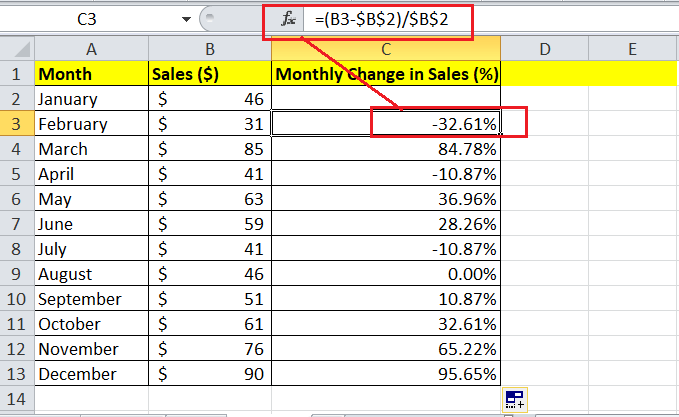 C3 fx =(B3-$B$2)/$B$2
A B C D E
1 Month Sales ($) Monthly Change in Sales (%)
2 January $ 46
3 February $ 31 -32.61%
4 March $ 85 84.78%
5 April $ 41 -10.87%
6 May $ 63 36.96%
7 June $ 59 28.26%
8 July $ 41 -10.87%
9 August $ 46 0.00%
10 September $ 51 10.87%
11 October $ 61 32.61%
12 November $ 76 65.22%
13 December $ 90 95.65%
14